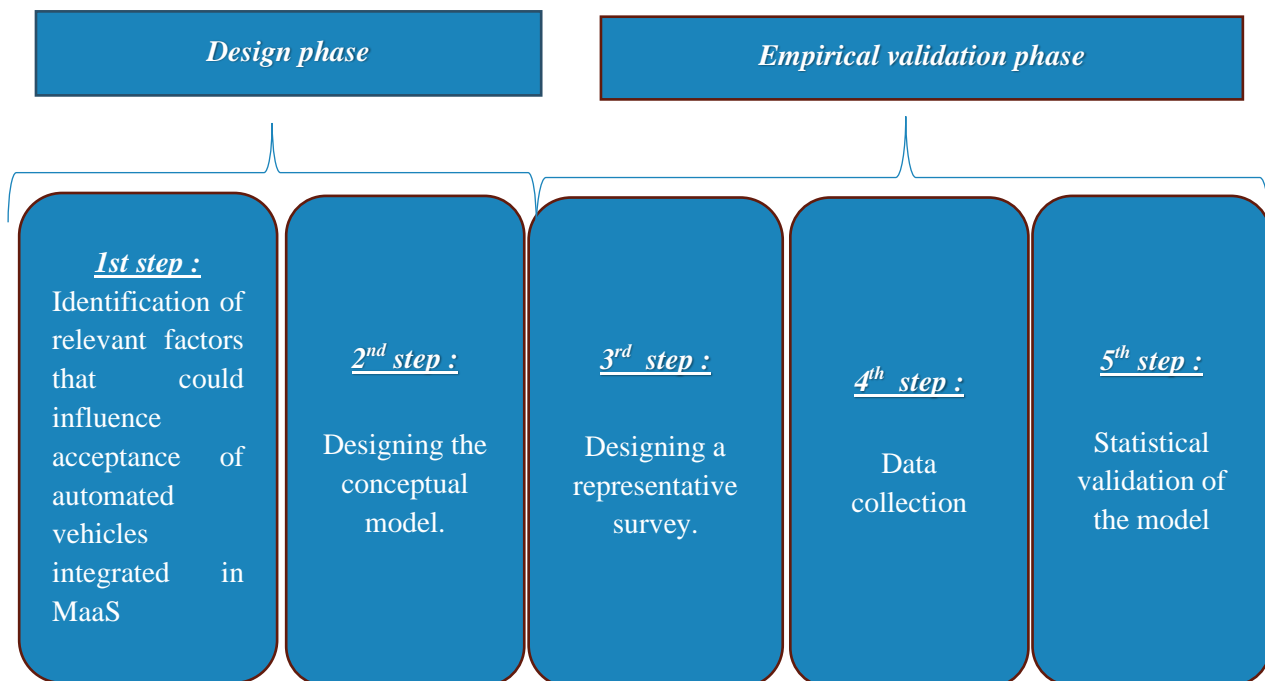 Design phase
Empirical validation phase
1st step :
Identification of
relevant factors
that could
influence
acceptance of
automated
vehicles
integrated in
MaaS
2nd step :
Designing the
conceptual
model.
3rd step :
Designing a
representative
survey.
4th step :
Data
collection
5th step :
Statistical
validation of
the model